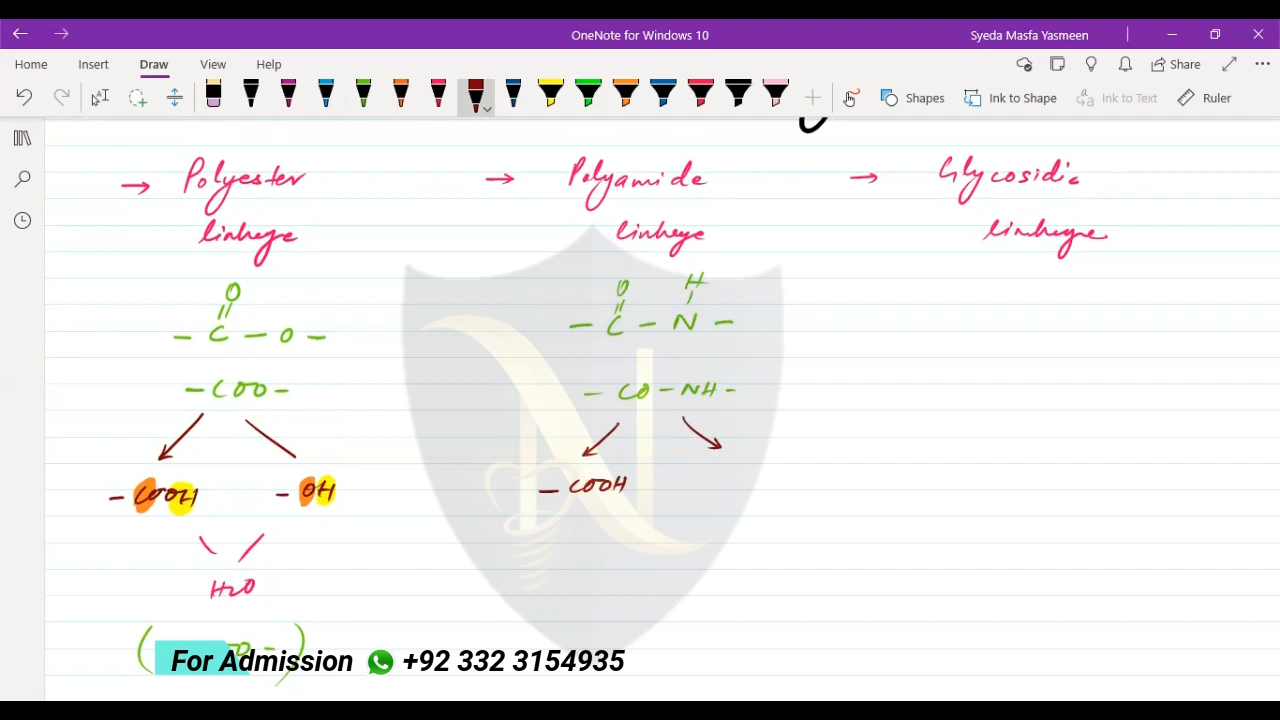 OneNote for Windows 10
Syeda Masfa Yasmeen
Home Insert Draw View Help
Share
Shapes Ink to Shape Ink to Text Ruler
→ Polyester
linkage
→ Polyamide
linkage
→ Glycosidic
linkage
O
||
- C - O -
- COO -
- COOH - OH
H2O
O H
|| |
- C - N -
- CO - NH -
- COOH
For Admission +92 332 3154935